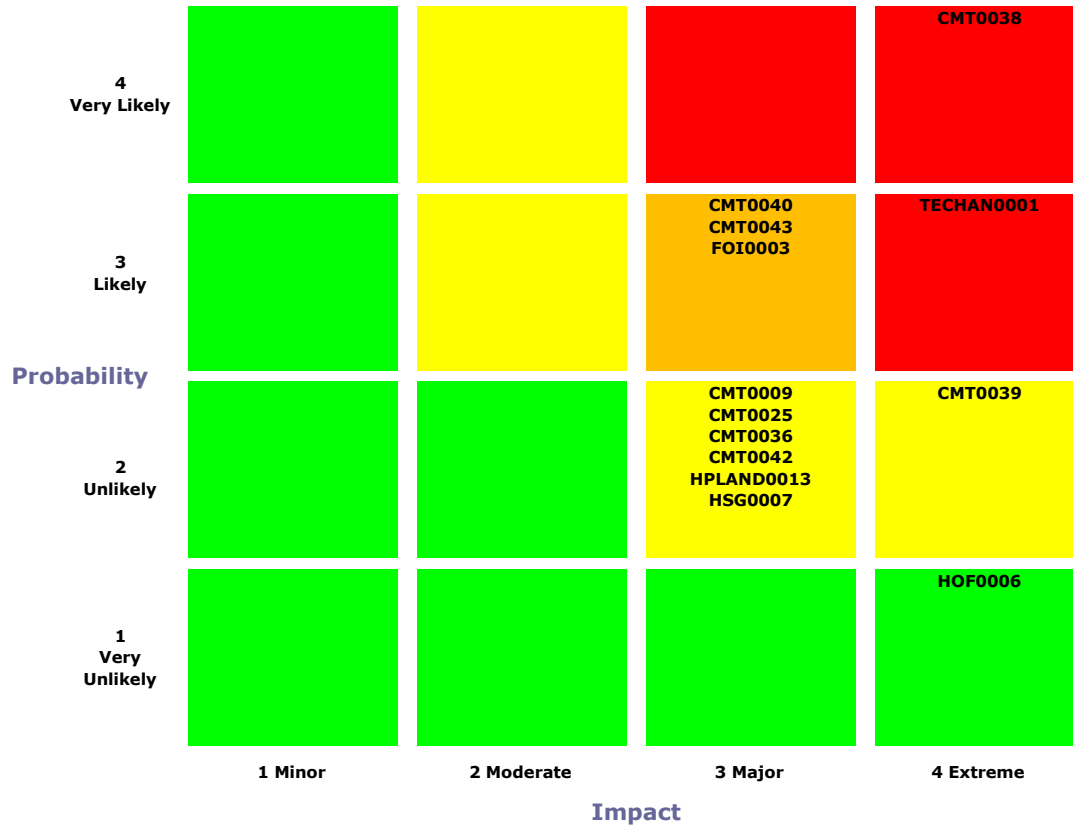 CMT0038
4
Very Likely
CMT0040
CMT0043
FOI0003
TECHAN0001
3
Likely
Probability
CMT0009
CMT0025
CMT0036
CMT0042
HPLAND0013
HSG0007
CMT0039
2
Unlikely
HOF0006
1
Very
Unlikely
1 Minor
2 Moderate
3 Major
4 Extreme
Impact